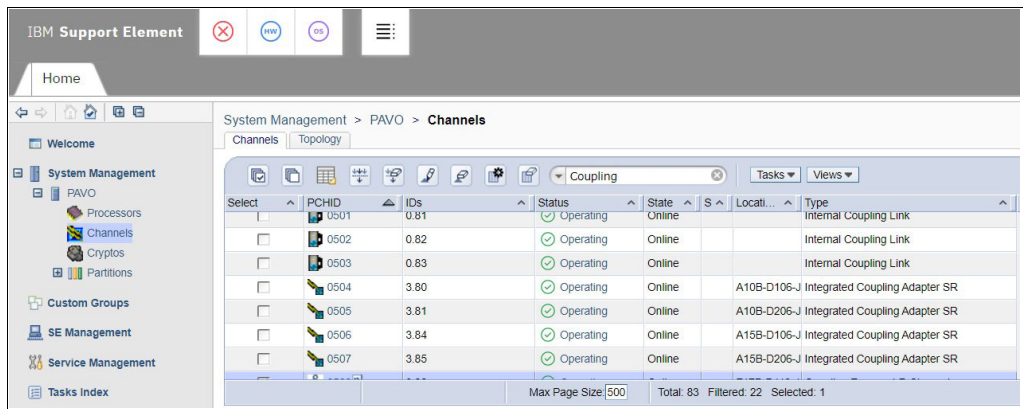 IBM Support Element
HW
OS
Home
Welcome
System Management
PAVO
Processors
Channels
Cryptos
Partitions
Custom Groups
SE Management
Service Management
Tasks Index
System Management > PAVO > Channels
Channels Topology
Coupling Tasks Views
Select PCHID IDs Status State S Locati... Type
0501 0.81 Operating Online Internal Coupling Link
0502 0.82 Operating Online Internal Coupling Link
0503 0.83 Operating Online Internal Coupling Link
0504 3.80 Operating Online A10B-D106-J Integrated Coupling Adapter SR
0505 3.81 Operating Online A10B-D206-J Integrated Coupling Adapter SR
0506 3.84 Operating Online A15B-D106-J Integrated Coupling Adapter SR
0507 3.85 Operating Online A15B-D206-J Integrated Coupling Adapter SR
Max Page Size: 500 Total: 83 Filtered: 22 Selected: 1